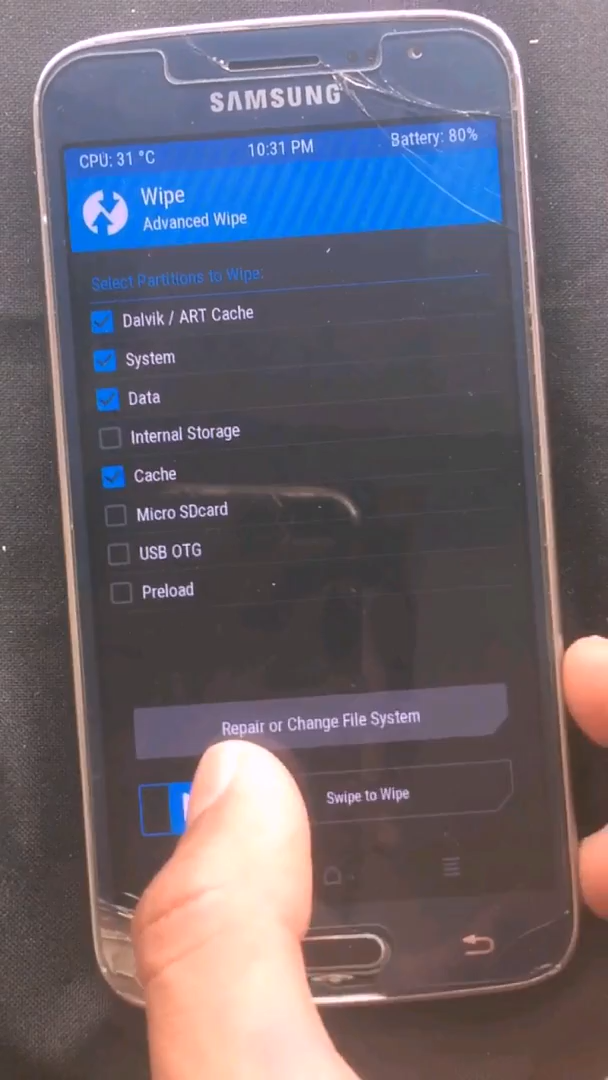 SAMSUNG
CPU: 31 °C
10:31 PM
Battery: 80%
Wipe
Advanced Wipe
Select Partitions to Wipe:
Dalvik / ART Cache
System
Data
Internal Storage
Cache
Micro SDcard
USB OTG
Preload
Repair or Change File System
Swipe to Wipe